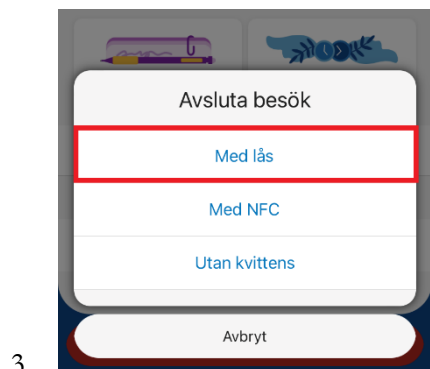 Avsluta besök
Med lås
Med NFC
Utan kvittens
Avbryt
3